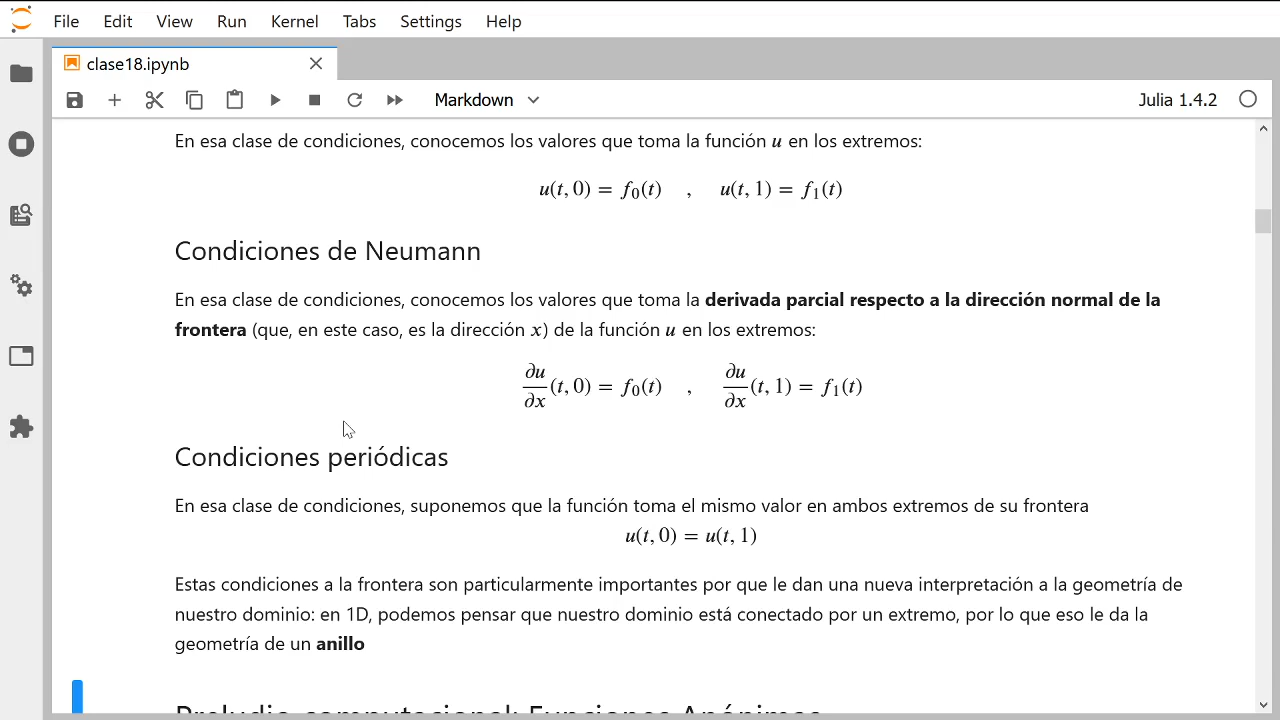 File Edit View Run Kernel Tabs Settings Help
clase18.ipynb
Markdown Julia 1.4.2
En esa clase de condiciones, conocemos los valores que toma la función u en los extremos:
u(t, 0) = f₀(t) , u(t, 1) = f₁(t)
Condiciones de Neumann
En esa clase de condiciones, conocemos los valores que toma la derivada parcial respecto a la dirección normal de la
frontera (que, en este caso, es la dirección x) de la función u en los extremos:
∂u/∂x (t, 0) = f₀(t) , ∂u/∂x (t, 1) = f₁(t)
Condiciones periódicas
En esa clase de condiciones, suponemos que la función toma el mismo valor en ambos extremos de su frontera
u(t, 0) = u(t, 1)
Estas condiciones a la frontera son particularmente importantes por que le dan una nueva interpretación a la geometría de
nuestro dominio: en 1D, podemos pensar que nuestro dominio está conectado por un extremo, por lo que eso le da la
geometría de un anillo
Preludio computacional: Funciones Anónimas